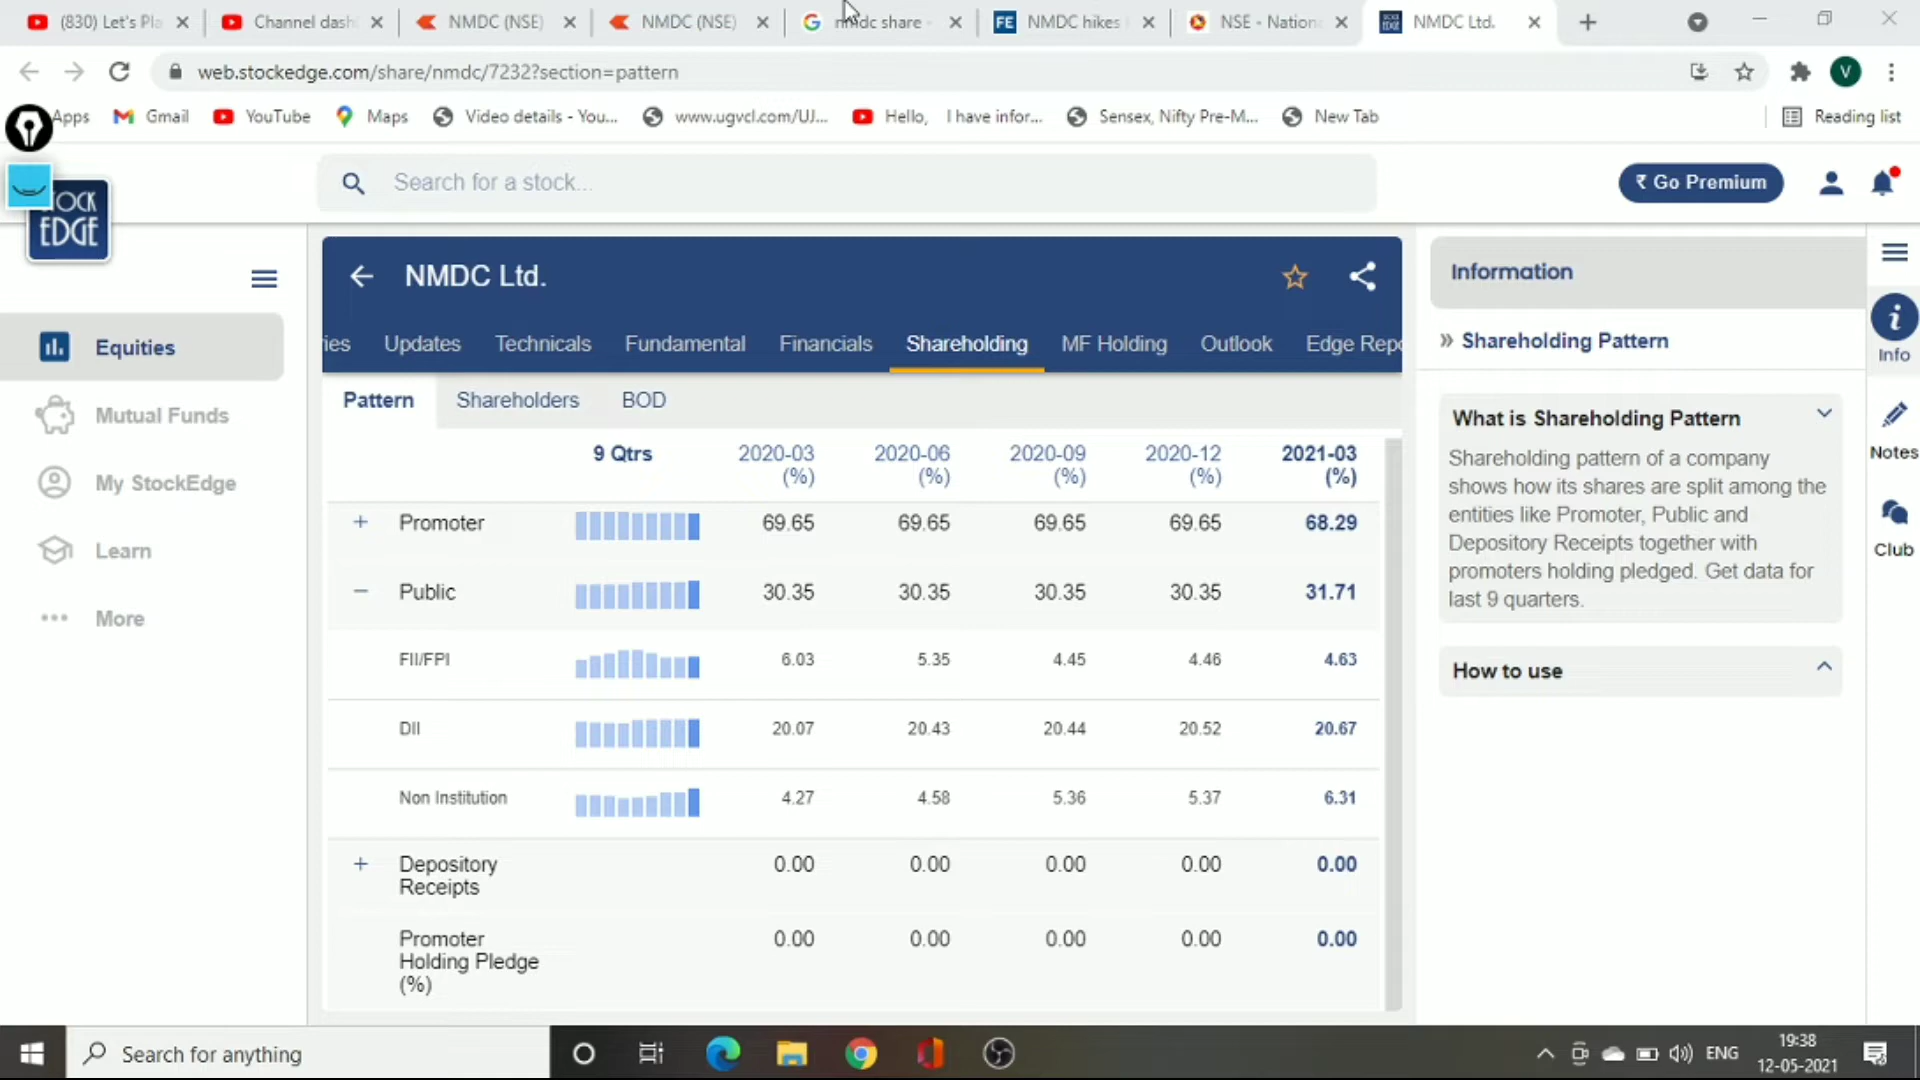 (830) Let's Pla
Channel dash
NMDC (NSE)
NMDC (NSE)
nmdc share -
FE NMDC hikes
NSE - Nationa
NMDC Ltd.
web.stockedge.com/share/nmdc/7232?section=pattern
V
Apps
Gmail
YouTube
Maps
Video details - You...
www.ugvcl.com/UJ...
Hello, I have infor...
Sensex, Nifty Pre-M...
New Tab
Reading list
STOCK
EDGE
Search for a stock...
₹ Go Premium
Equities
Mutual Funds
My StockEdge
Learn
More
NMDC Ltd.
ies Updates Technicals Fundamental Financials Shareholding MF Holding Outlook Edge Repo
Pattern Shareholders BOD
9 Qtrs 2020-03 2020-06 2020-09 2020-12 2021-03
(%) (%) (%) (%) (%)
+ Promoter 69.65 69.65 69.65 69.65 68.29
− Public 30.35 30.35 30.35 30.35 31.71
FII/FPI 6.03 5.35 4.45 4.46 4.63
DII 20.07 20.43 20.44 20.52 20.67
Non Institution 4.27 4.58 5.36 5.37 6.31
+ Depository 0.00 0.00 0.00 0.00 0.00
Receipts
Promoter 0.00 0.00 0.00 0.00 0.00
Holding Pledge
(%)
Information
» Shareholding Pattern
What is Shareholding Pattern
Shareholding pattern of a company
shows how its shares are split among the
entities like Promoter, Public and
Depository Receipts together with
promoters holding pledged. Get data for
last 9 quarters.
How to use
i
Info
Notes
Club
Search for anything
ENG
19:38
12-05-2021